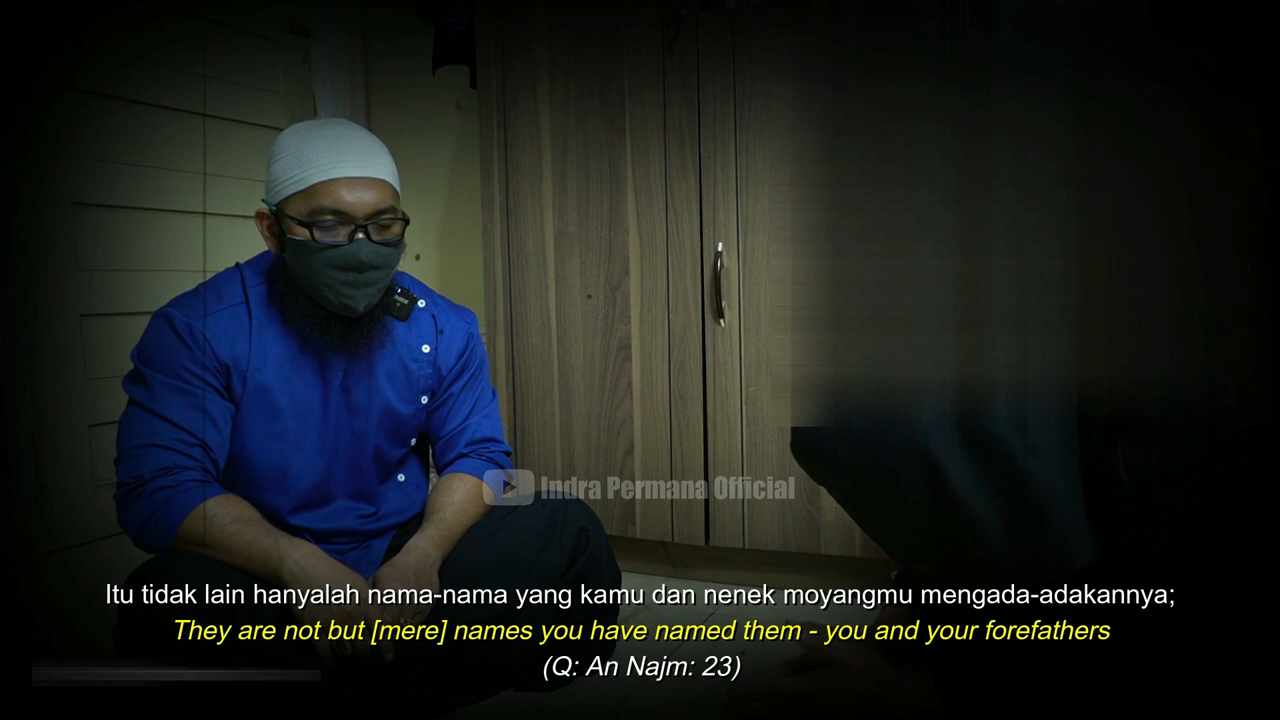 Indra Permana Official
Itu tidak lain hanyalah nama-nama yang kamu dan nenek moyangmu mengada-adakannya;
They are not but [mere] names you have named them - you and your forefathers
(Q: An Najm: 23)